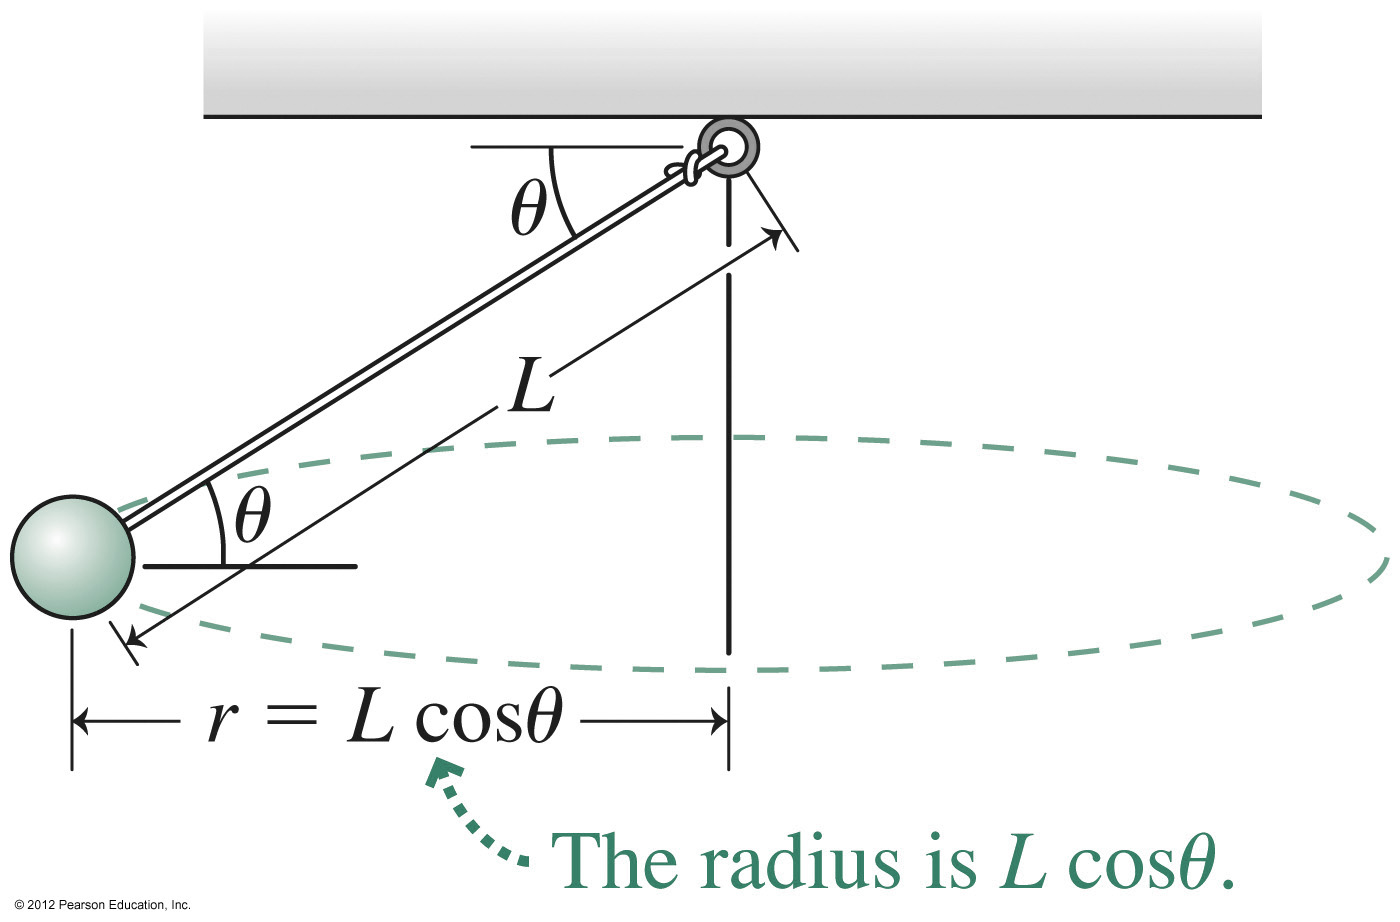 θ
L
θ
r = L cosθ
The radius is L cosθ.
© 2012 Pearson Education, Inc.